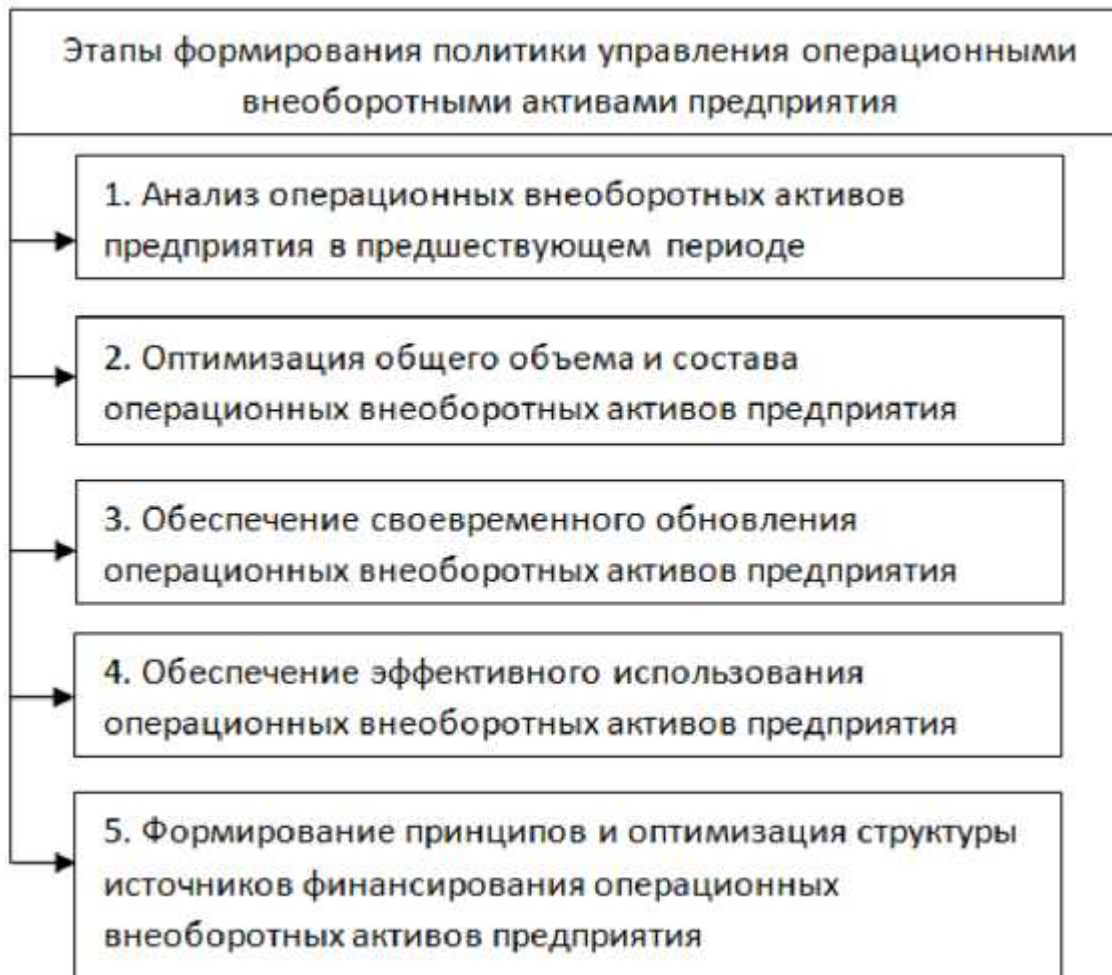 Этапы формирования политики управления операционными
внеоборотными активами предприятия
1. Анализ операционных внеоборотных активов
предприятия в предшествующем периоде
2. Оптимизация общего объема и состава
операционных внеоборотных активов предприятия
3. Обеспечение своевременного обновления
операционных внеоборотных активов предприятия
4. Обеспечение эффективного использования
операционных внеоборотных активов предприятия
5. Формирование принципов и оптимизация структуры
источников финансирования операционных
внеоборотных активов предприятия